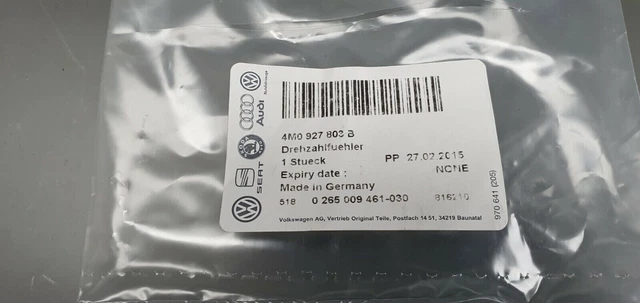 4M0 927 803 B
Drehzahlfuehler
1 Stueck PP 27.02.2015
Expiry date : NONE
Made in Germany
518 0 265 009 461-030 816210
Volkswagen AG, Vertrieb Original Teile, Postfach 14 51, 34219 Baunatal
Audi
SEAT
970 641 (205)